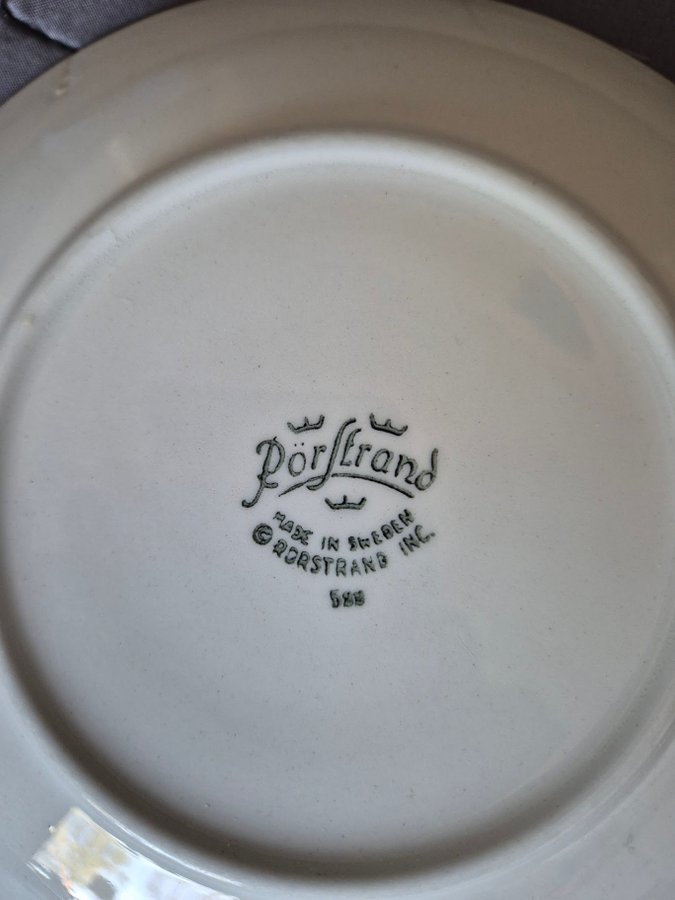 Rörstrand
MADE IN SWEDEN
© RORSTRAND INC.